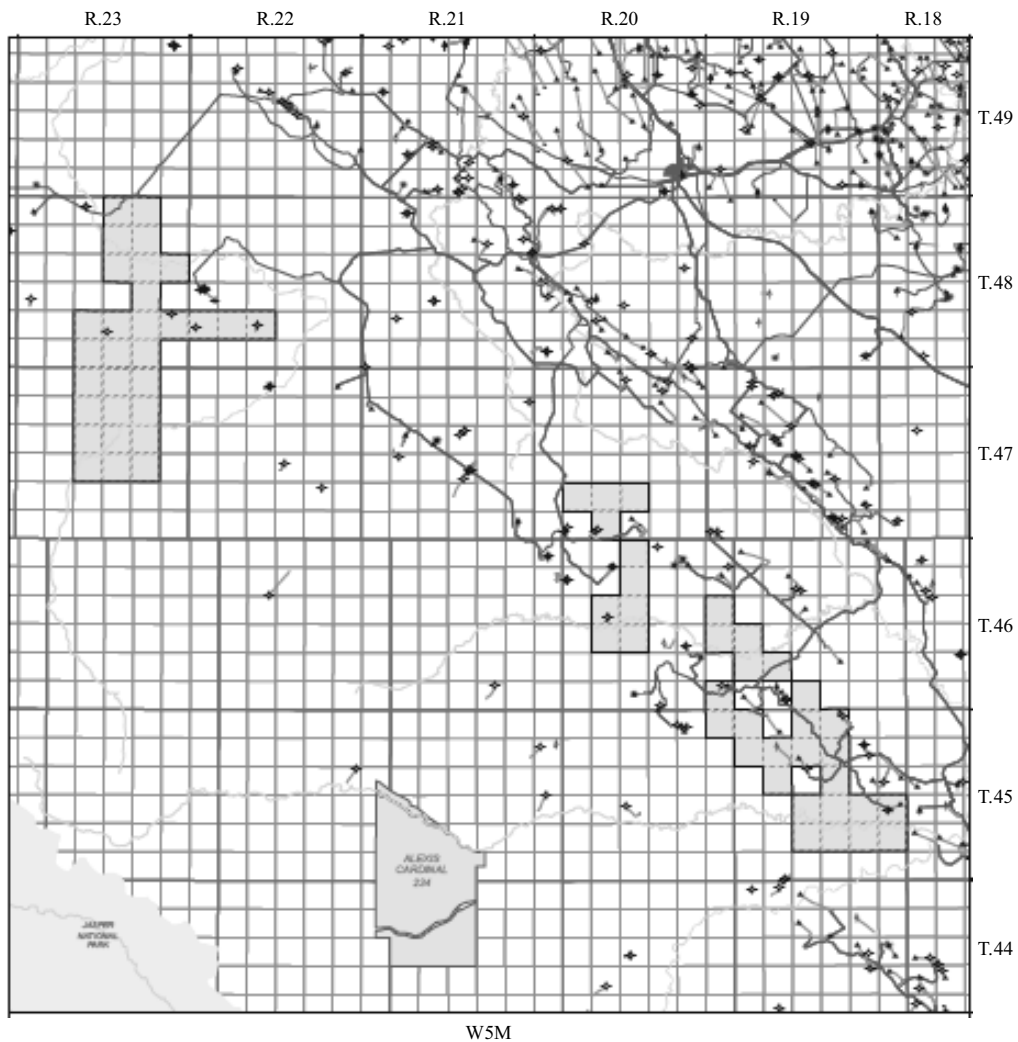 R.23 R.22 R.21 R.20 R.19 R.18
T.49
T.48
T.47
T.46
T.45
ALEXIS
CARDINAL
234
JASPER
NATIONAL
PARK
T.44
W5M